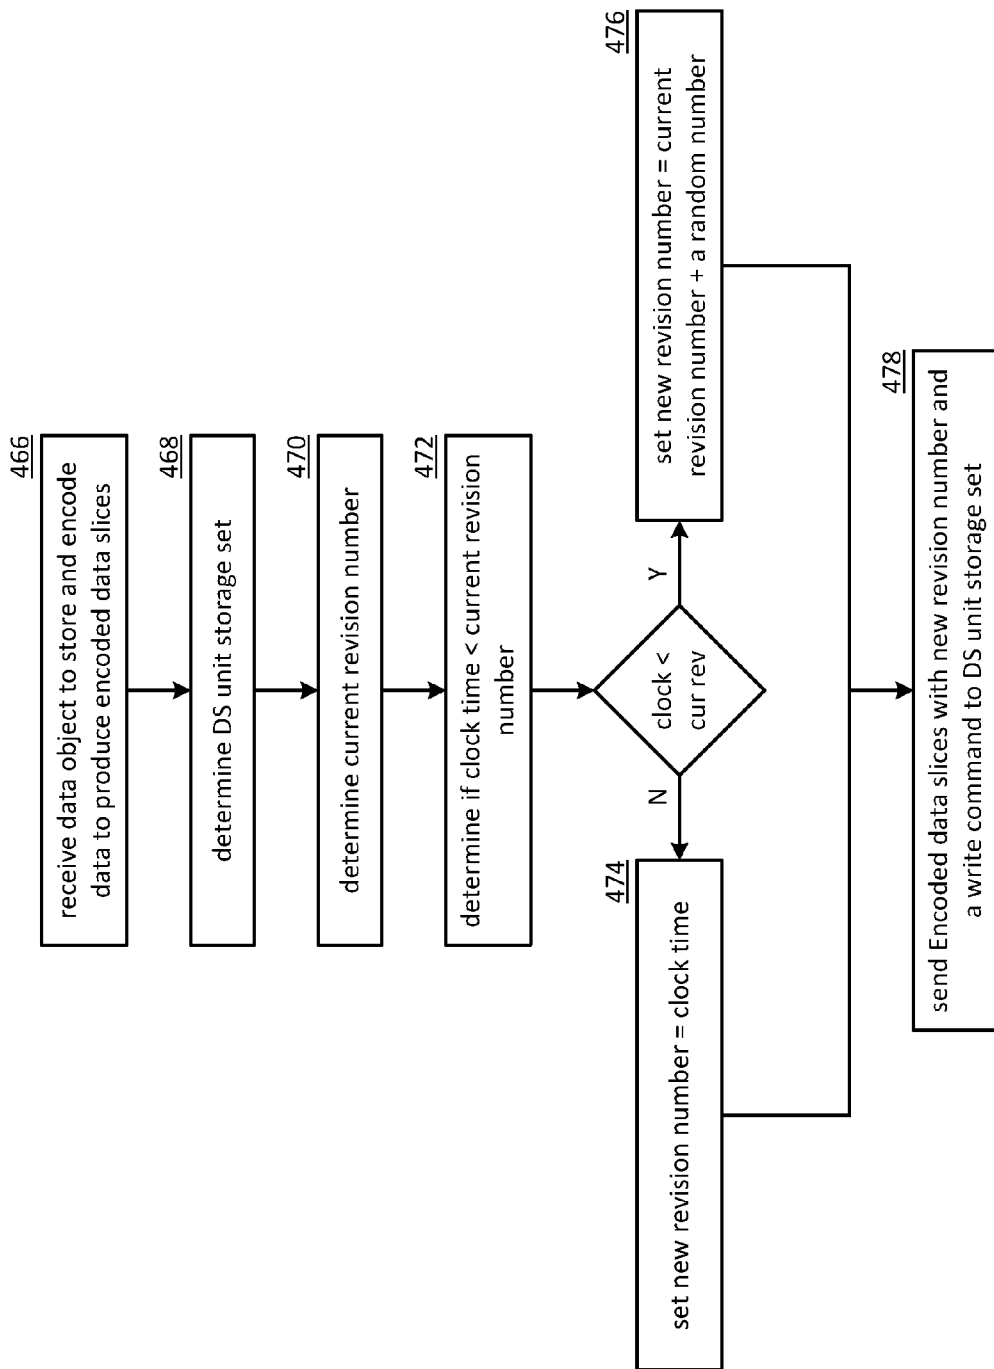 466
receive data object to store and encode
data to produce encoded data slices
468
determine DS unit storage set
470
determine current revision number
472
determine if clock time < current revision
number
clock <
cur rev
N
Y
474
set new revision number = clock time
476
set new revision number = current
revision number + a random number
478
send Encoded data slices with new revision number and
a write command to DS unit storage set